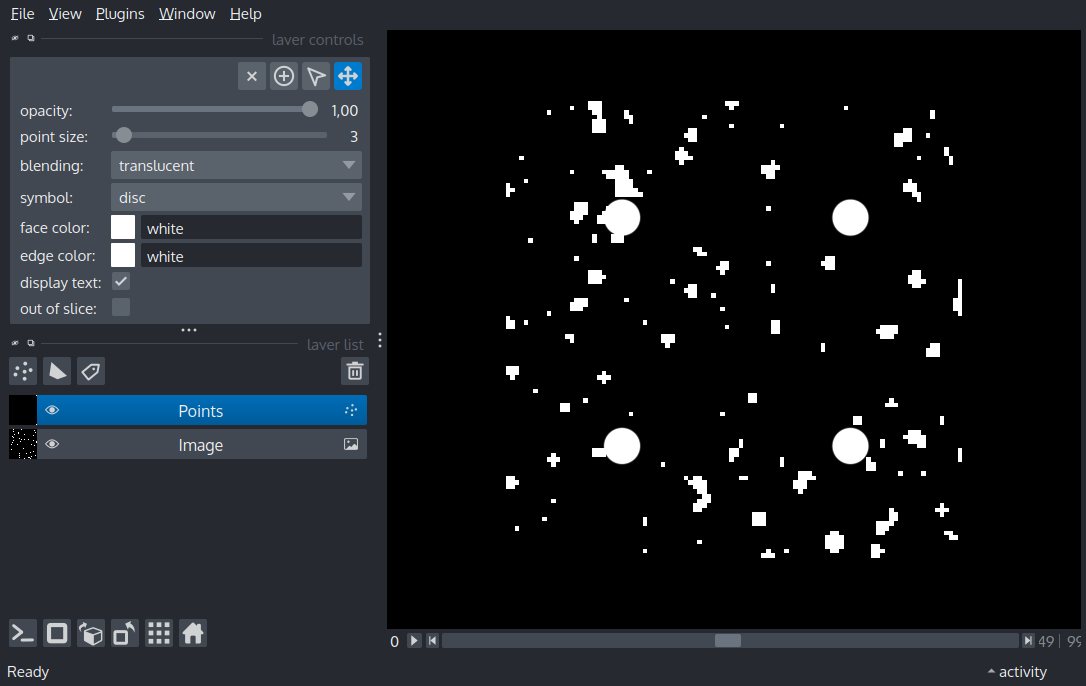 File View Plugins Window Help
layer controls
opacity: 1,00
point size: 3
blending: translucent
symbol: disc
face color: white
edge color: white
display text:
out of slice:
layer list
Points
Image
0 49 99
Ready activity